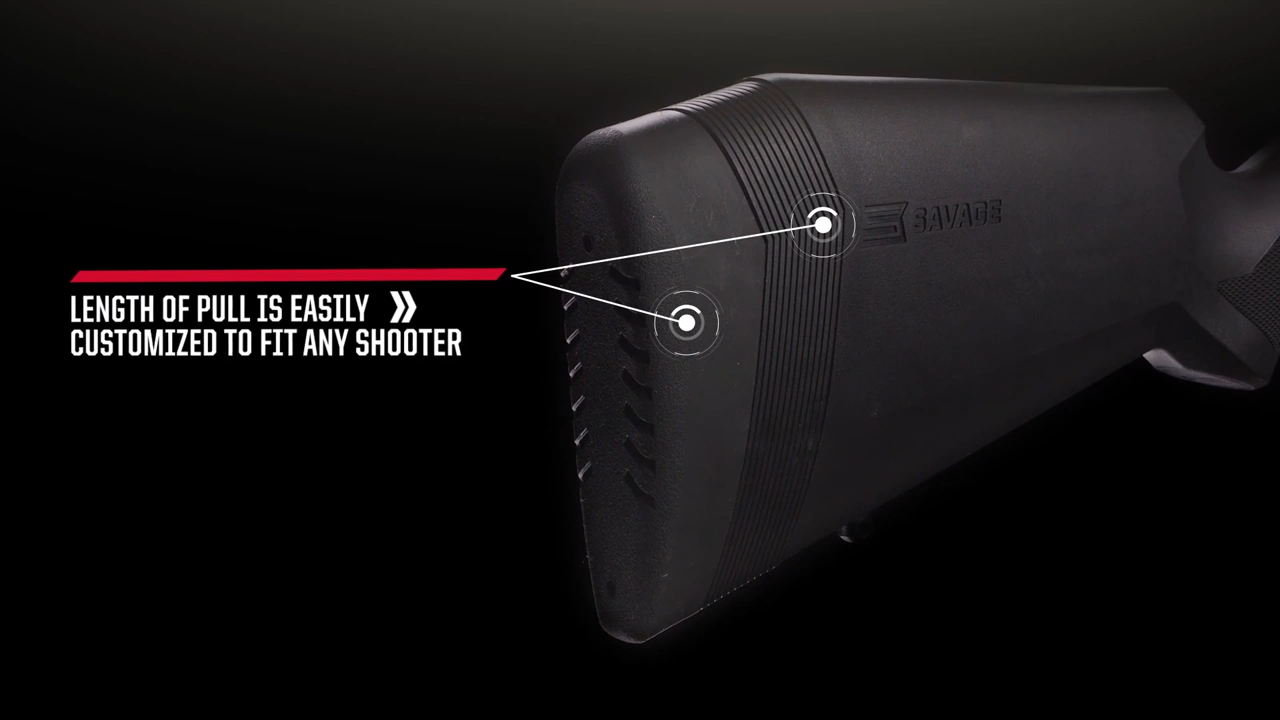 LENGTH OF PULL IS EASILY
CUSTOMIZED TO FIT ANY SHOOTER
SAVAGE